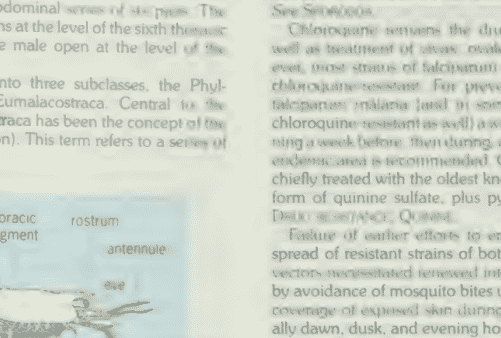 dominal series of six pairs. The
ns at the level of the sixth thoracic
e male open at the level of the
nto three subclasses, the Phyl-
Eumalacostraca. Central to the
traca has been the concept of the
on). This term refers to a series of
oracic
gment
rostrum
antennule
eye
See SPOROZOA.
Chloroquine remains the dru
well as treatment of vivax, ovale
ever, most strains of falciparum
chloroquine-resistant. For preve
falciparum malaria (and in som
chloroquine-resistant as well) a w
ning a week before, then during, a
endemic area is recommended.
chiefly treated with the oldest kn
form of quinine sulfate, plus py
DRUG RESISTANCE; QUININE.
Failure of earlier efforts to er
spread of resistant strains of bot
vectors necessitated renewed int
by avoidance of mosquito bites u
coverage of exposed skin during
ally dawn, dusk, and evening ho